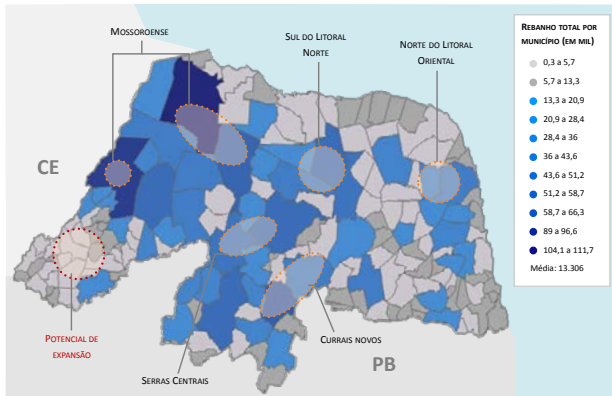 MOSSOROENSE
SUL DO LITORAL
NORTE
NORTE DO LITORAL
ORIENTAL
CE
POTENCIAL DE
EXPANSÃO
SERRAS CENTRAIS
CURRAIS NOVOS
PB
REBANHO TOTAL POR
MUNICÍPIO (EM MIL)
0,3 a 5,7
5,7 a 13,3
13,3 a 20,9
20,9 a 28,4
28,4 a 36
36 a 43,6
43,6 a 51,2
51,2 a 58,7
58,7 a 66,3
89 a 96,6
104,1 a 111,7
Média: 13.306